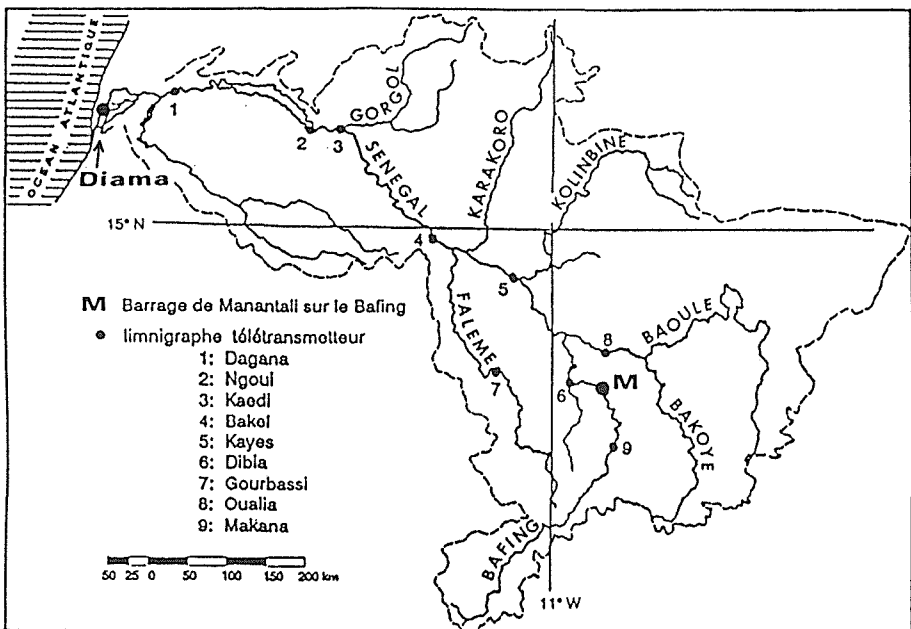 OCEAN ATLANTIQUE
Diama
1
2
3
GORGOL
SENEGAL
KARAKORO
KOLINBINE
15° N
4
5
FALEME
7
BAOULE
8
6
M
BAKOYE
9
BAFING
11° W
M Barrage de Manantali sur le Bafing
limnigraphe télétransmetteur
1: Dagana
2: Ngoui
3: Kaedi
4: Bakel
5: Kayes
6: Dibia
7: Gourbassi
8: Oualia
9: Makana
50 25 0 50 100 150 200 km